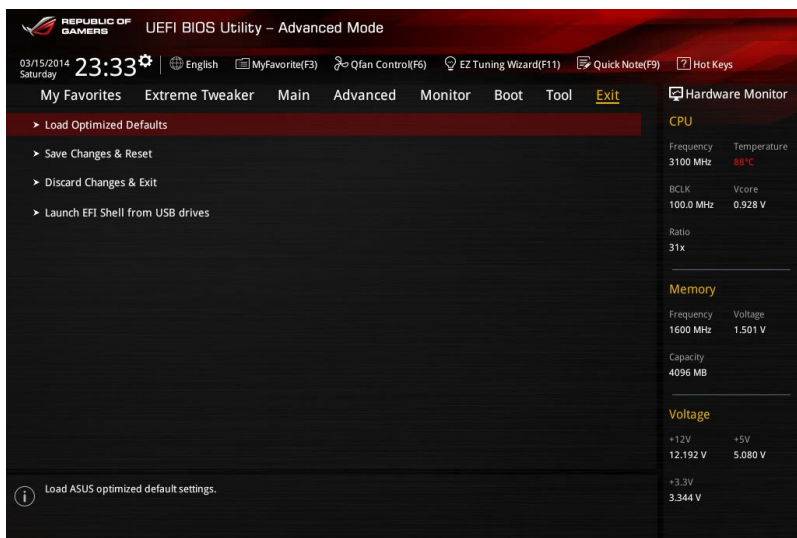 REPUBLIC OF
GAMERS
UEFI BIOS Utility – Advanced Mode
03/15/2014
Saturday
23:33
English
MyFavorite(F3)
Qfan Control(F6)
EZ Tuning Wizard(F11)
Quick Note(F9)
? Hot Keys
My Favorites
Extreme Tweaker
Main
Advanced
Monitor
Boot
Tool
Exit
Load Optimized Defaults
Save Changes & Reset
Discard Changes & Exit
Launch EFI Shell from USB drives
Load ASUS optimized default settings.
Hardware Monitor
CPU
Frequency Temperature
3100 MHz 88°C
BCLK Vcore
100.0 MHz 0.928 V
Ratio
31x
Memory
Frequency Voltage
1600 MHz 1.501 V
Capacity
4096 MB
Voltage
+12V +5V
12.192 V 5.080 V
+3.3V
3.344 V